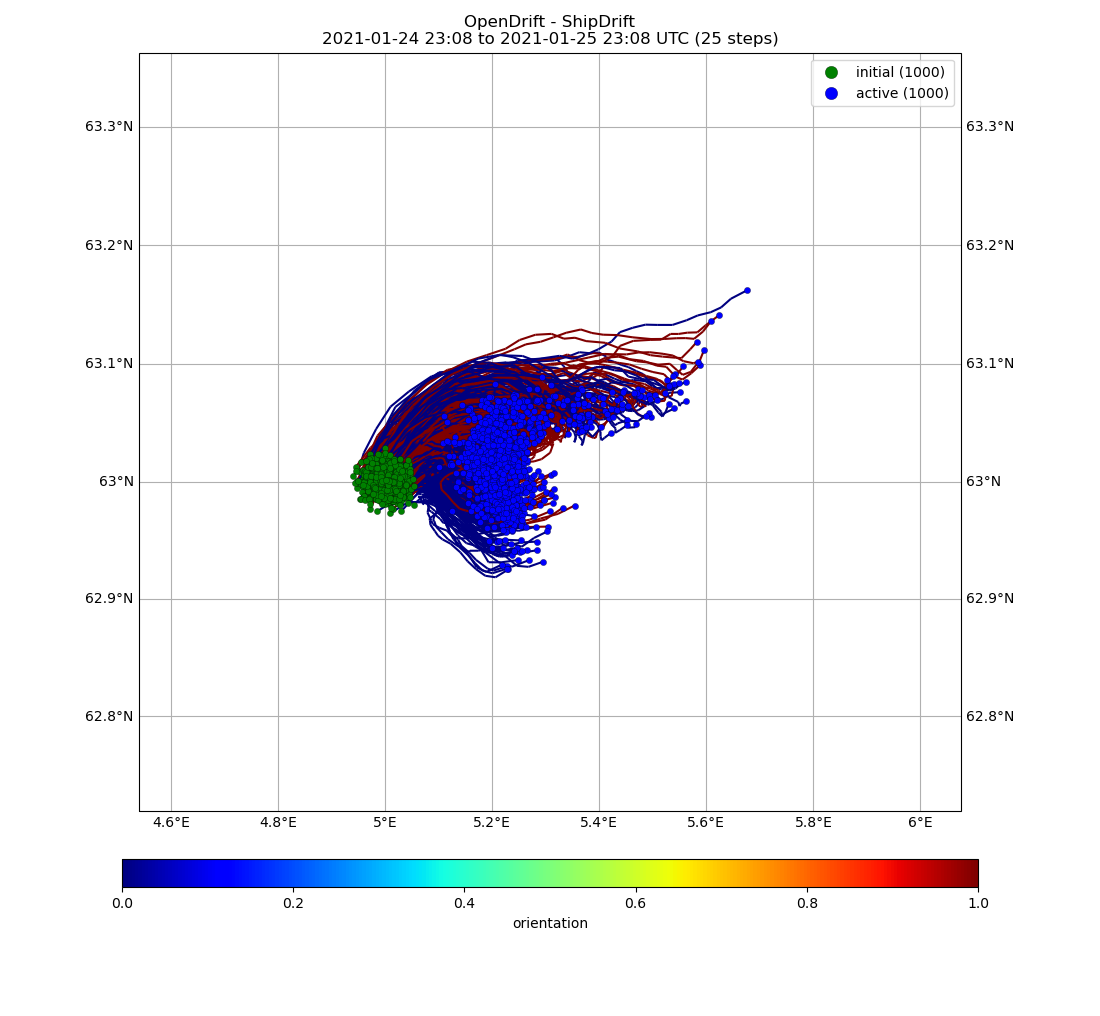 OpenDrift - ShipDrift
2021-01-24 23:08 to 2021-01-25 23:08 UTC (25 steps)
initial (1000)
active (1000)
63.3°N 63.3°N
63.2°N 63.2°N
63.1°N 63.1°N
63°N 63°N
62.9°N 62.9°N
62.8°N 62.8°N
4.6°E 4.8°E 5°E 5.2°E 5.4°E 5.6°E 5.8°E 6°E
0.0 0.2 0.4 0.6 0.8 1.0
orientation